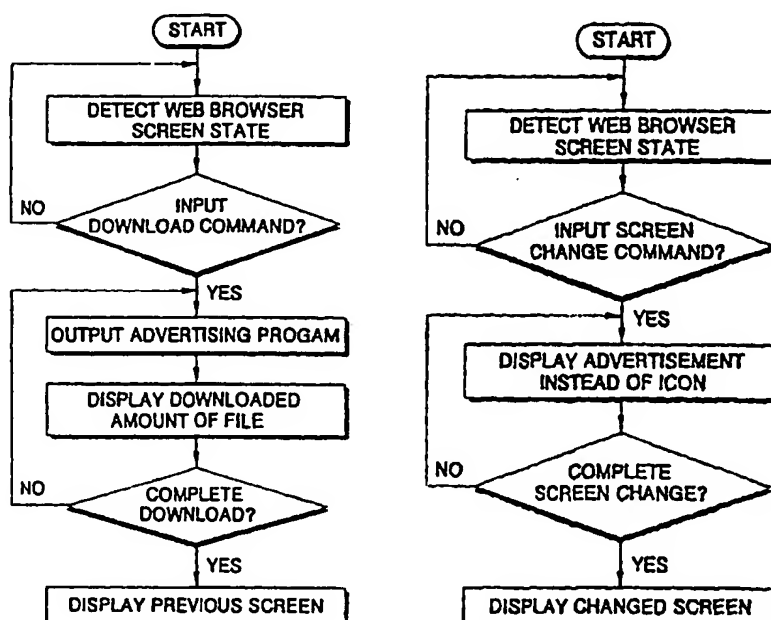 START
DETECT WEB BROWSER
SCREEN STATE
NO
INPUT
DOWNLOAD COMMAND?
YES
OUTPUT ADVERTISING PROGAM
DISPLAY DOWNLOADED
AMOUNT OF FILE
NO
COMPLETE
DOWNLOAD?
YES
DISPLAY PREVIOUS SCREEN
START
DETECT WEB BROWSER
SCREEN STATE
NO
INPUT SCREEN
CHANGE COMMAND?
YES
DISPLAY ADVERTISEMENT
INSTEAD OF ICON
NO
COMPLETE
SCREEN CHANGE?
YES
DISPLAY CHANGED SCREEN